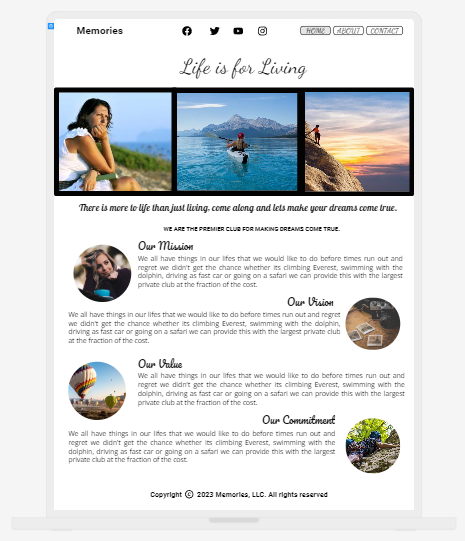 Memories
HOME
ABOUT
CONTACT
Life is for Living
There is more to life than just living. come along and lets make your dreams come true.
WE ARE THE PREMIER CLUB FOR MAKING DREAMS COME TRUE.
Our Mission
We all have things in our lifes that we would like to do before times run out and
regret we didn't get the chance whether its climbing Everest, swimming with the
dolphin, driving as fast car or going on a safari we can provide this with the largest
private club at the fraction of the cost.
Our Vision
We all have things in our lifes that we would like to do before times run out and regret
we didn't get the chance whether its climbing Everest, swimming with the dolphin,
driving as fast car or going on a safari we can provide this with the largest private club
at the fraction of the cost.
Our Value
We all have things in our lifes that we would like to do before times run out and
regret we didn't get the chance whether its climbing Everest, swimming with the
dolphin, driving as fast car or going on a safari we can provide this with the largest
private club at the fraction of the cost.
Our Commitment
We all have things in our lifes that we would like to do before times run out and
regret we didn't get the chance whether its climbing Everest, swimming with the
dolphin, driving as fast car or going on a safari we can provide this with the largest
private club at the fraction of the cost.
Copyright © 2023 Memories, LLC. All rights reserved